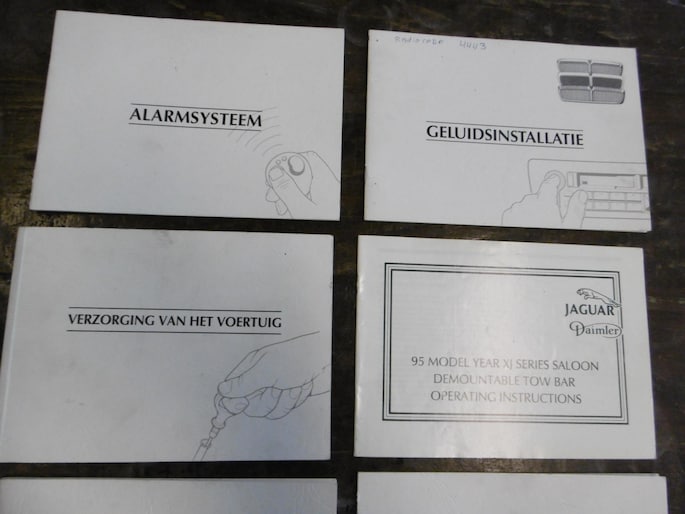 ALARMSYSTEEM
Radiocode 4443
GELUIDSINSTALLATIE
VERZORGING VAN HET VOERTUIG
JAGUAR
Daimler
95 MODEL YEAR XJ SERIES SALOON
DEMOUNTABLE TOW BAR
OPERATING INSTRUCTIONS